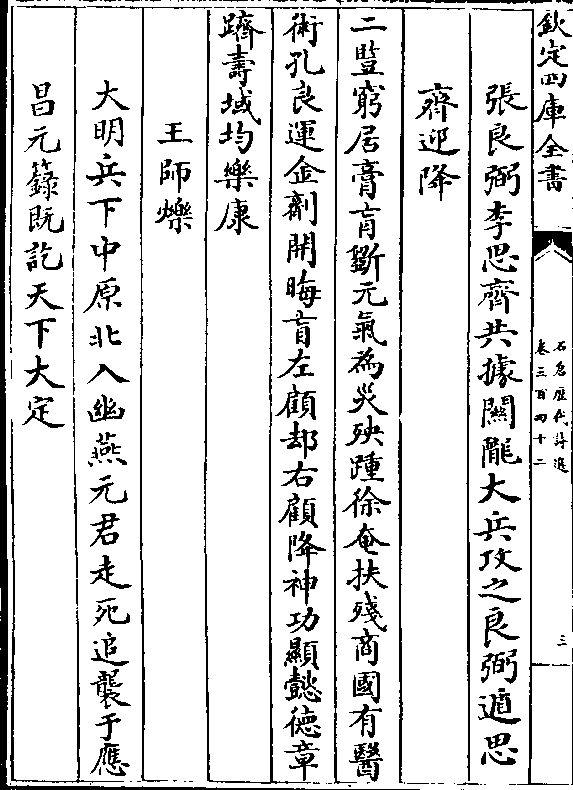 欽定四庫全書
石倉歷代詩選
卷三百四十二
三
張良弼李思齊共據關隴大兵攻之良弼遁思
齊迎降
二豎窮居膏肓斷元氣為災殃踵徐奄扶殘商國有醫
術孔良運金劑開晦盲左顧却右顧降神功顯懿徳章
躋壽域均樂康
王師爍
大明兵下中原北入幽燕元君走死追襲于應
昌元籙既訖天下大定